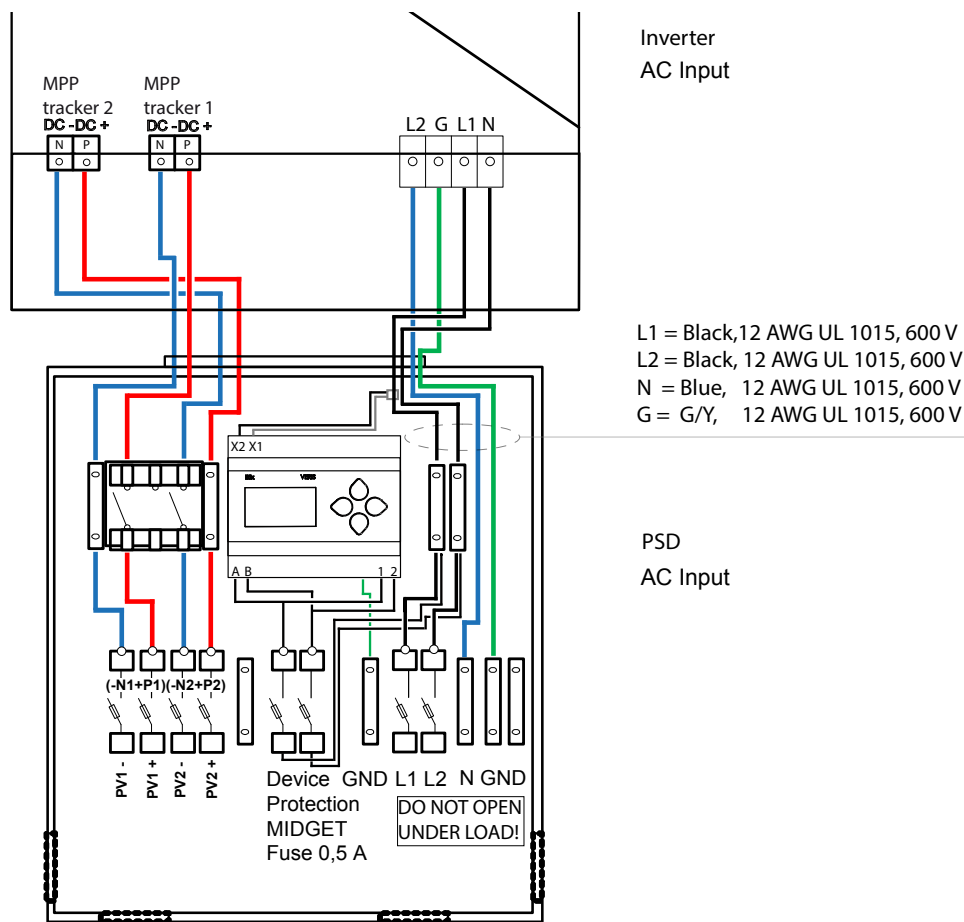 Inverter
AC Input
MPP
tracker 2
DC -DC +
N P
MPP
tracker 1
DC -DC +
N P
L2 G L1 N
L1 = Black,12 AWG UL 1015, 600 V
L2 = Black, 12 AWG UL 1015, 600 V
N = Blue, 12 AWG UL 1015, 600 V
G = G/Y, 12 AWG UL 1015, 600 V
X2 X1
A B
1 2
PSD
AC Input
(-N1+P1)(-N2+P2)
PV1 -
PV1 +
PV2 -
PV2 +
Device
Protection
MIDGET
Fuse 0,5 A
GND L1 L2 N GND
DO NOT OPEN
UNDER LOAD!